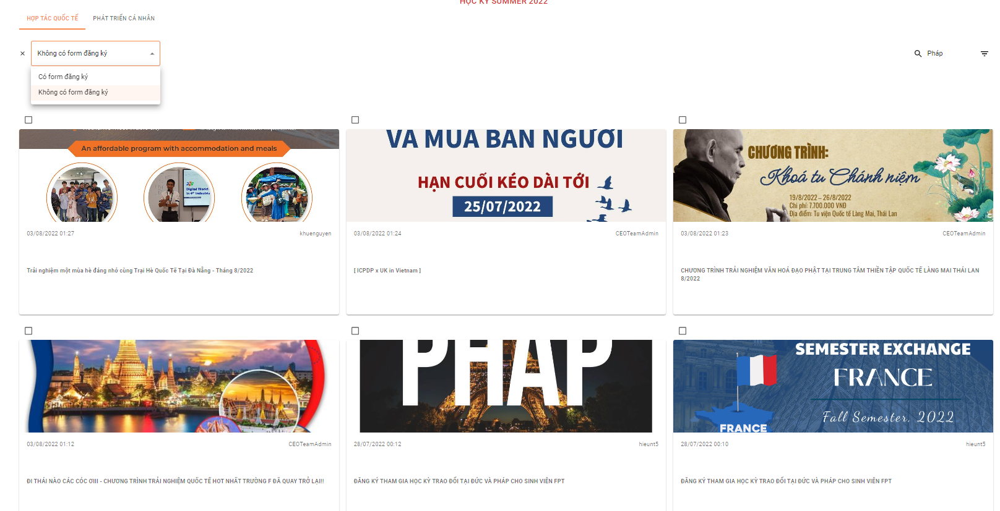 HỌC KỲ SUMMER 2022
HỢP TÁC QUỐC TẾ
PHÁT TRIỂN CÁ NHÂN
Không có form đăng ký
Pháp
Có form đăng ký
Không có form đăng ký
An affordable program with accommodation and meals
Digital World
in 4th Industri
03/08/2022 01:27
khuenguyen
Trải nghiệm một mùa hè đáng nhớ cùng Trại Hè Quốc Tế Tại Đà Nẵng - Tháng 8/2022
VÀ MUA BÁN NGƯỜI
HẠN CUỐI KÉO DÀI TỚI
25/07/2022
03/08/2022 01:24
CEOTeamAdmin
[ ICPDP x UK in Vietnam ]
CHƯƠNG TRÌNH:
Khoá tu Chánh niệm
19/8/2022 – 26/8/2022
Chi phí: 7.700.000 VNĐ
Địa điểm: Tu viện Quốc tế Làng Mai, Thái Lan
03/08/2022 01:23
CEOTeamAdmin
CHƯƠNG TRÌNH TRẢI NGHIỆM VĂN HOÁ ĐẠO PHẬT TẠI TRUNG TÂM THIỀN TẬP QUỐC TẾ LÀNG MAI THÁI LAN
8/2022
03/08/2022 01:12
CEOTeamAdmin
ĐI THÁI NÀO CÁC CÓC ƠIII - CHƯƠNG TRÌNH TRẢI NGHIỆM QUỐC TẾ HOT NHẤT TRƯỜNG F ĐÃ QUAY TRỞ LẠI!!
PHÁP
28/07/2022 00:12
hieunt5
ĐĂNG KÝ THAM GIA HỌC KỲ TRAO ĐỔI TẠI ĐỨC VÀ PHÁP CHO SINH VIÊN FPT
SEMESTER EXCHANGE
FRANCE
Fall Semester, 2022
FRANCE
28/07/2022 00:10
hieunt5
ĐĂNG KÝ THAM GIA HỌC KỲ TRAO ĐỔI TẠI ĐỨC VÀ PHÁP CHO SINH VIÊN FPT